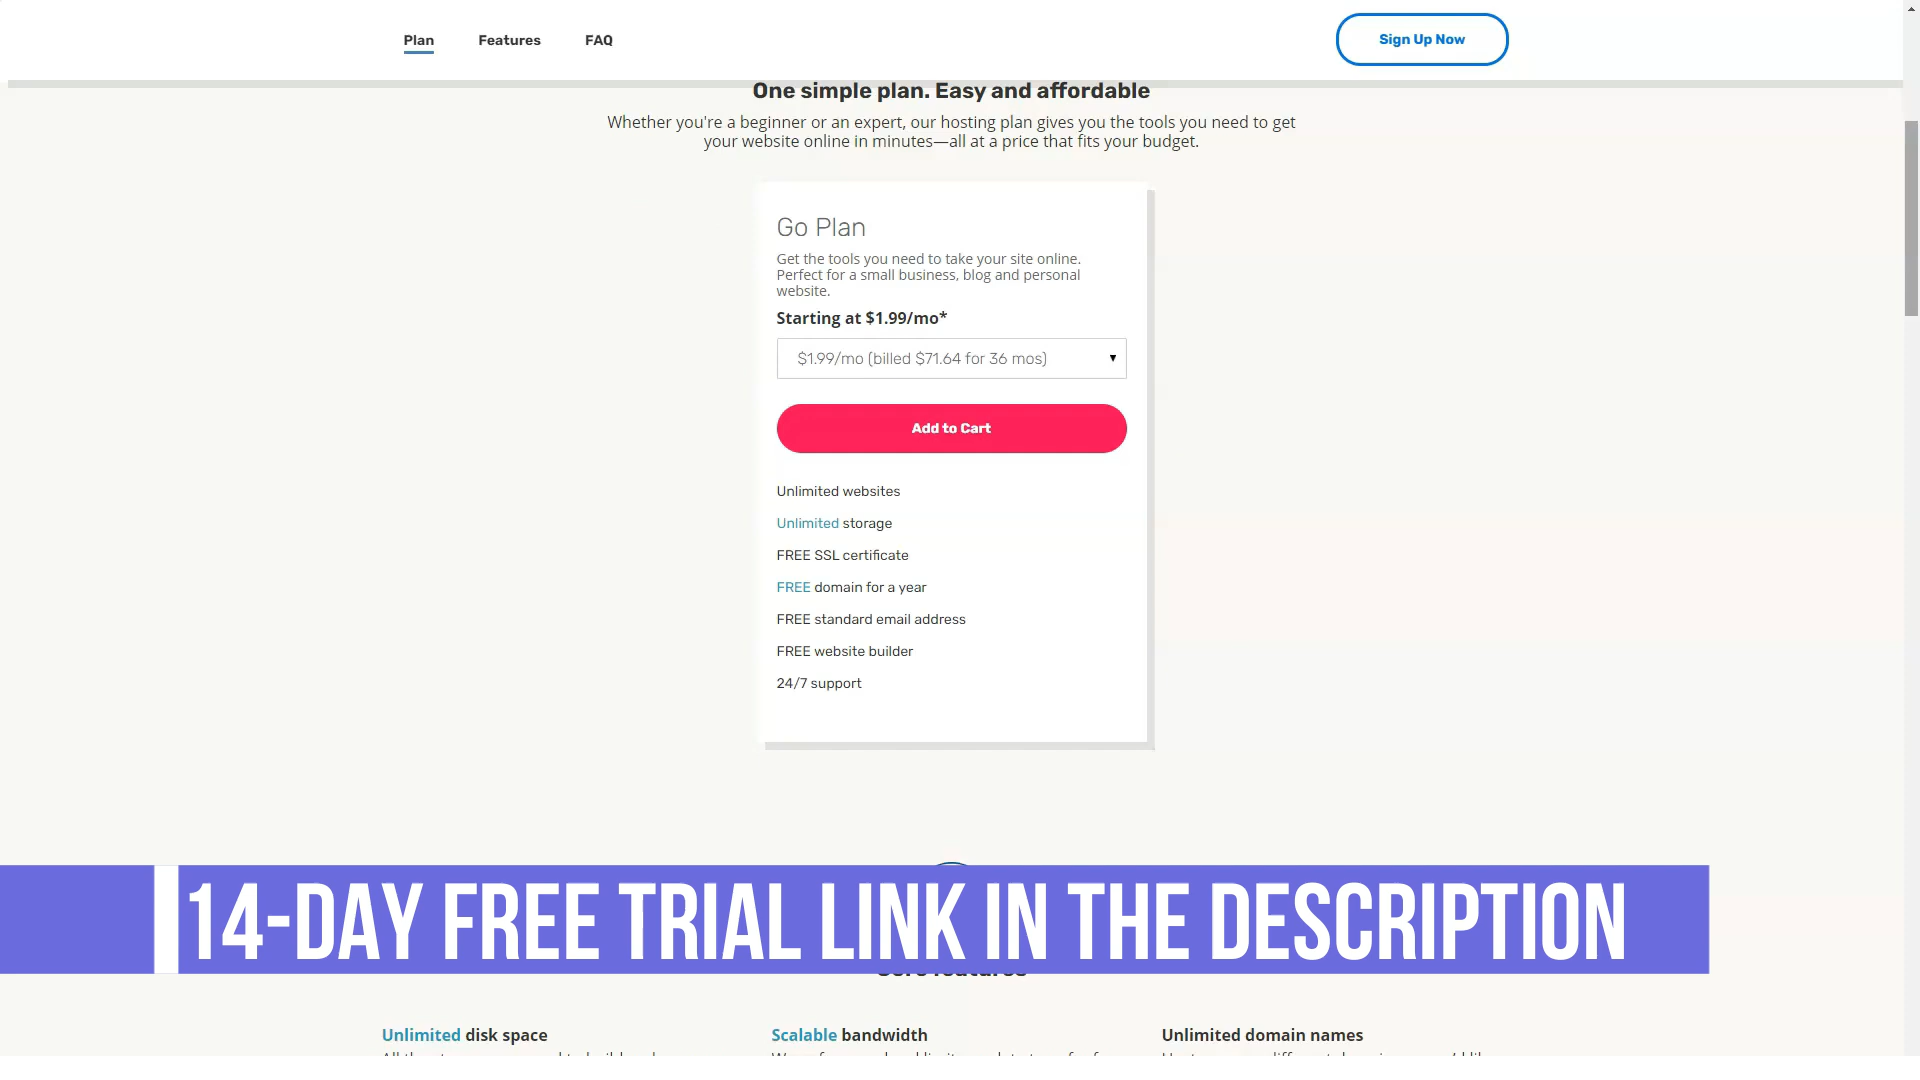 Plan Features FAQ Sign Up Now
One simple plan. Easy and affordable
Whether you're a beginner or an expert, our hosting plan gives you the tools you need to get
your website online in minutes—all at a price that fits your budget.
Go Plan
Get the tools you need to take your site online.
Perfect for a small business, blog and personal
website.
Starting at $1.99/mo*
$1.99/mo (billed $71.64 for 36 mos)
Add to Cart
Unlimited websites
Unlimited storage
FREE SSL certificate
FREE domain for a year
FREE standard email address
FREE website builder
24/7 support
14-DAY FREE TRIAL LINK IN THE DESCRIPTION
Core features
Unlimited disk space
Scalable bandwidth
Unlimited domain names